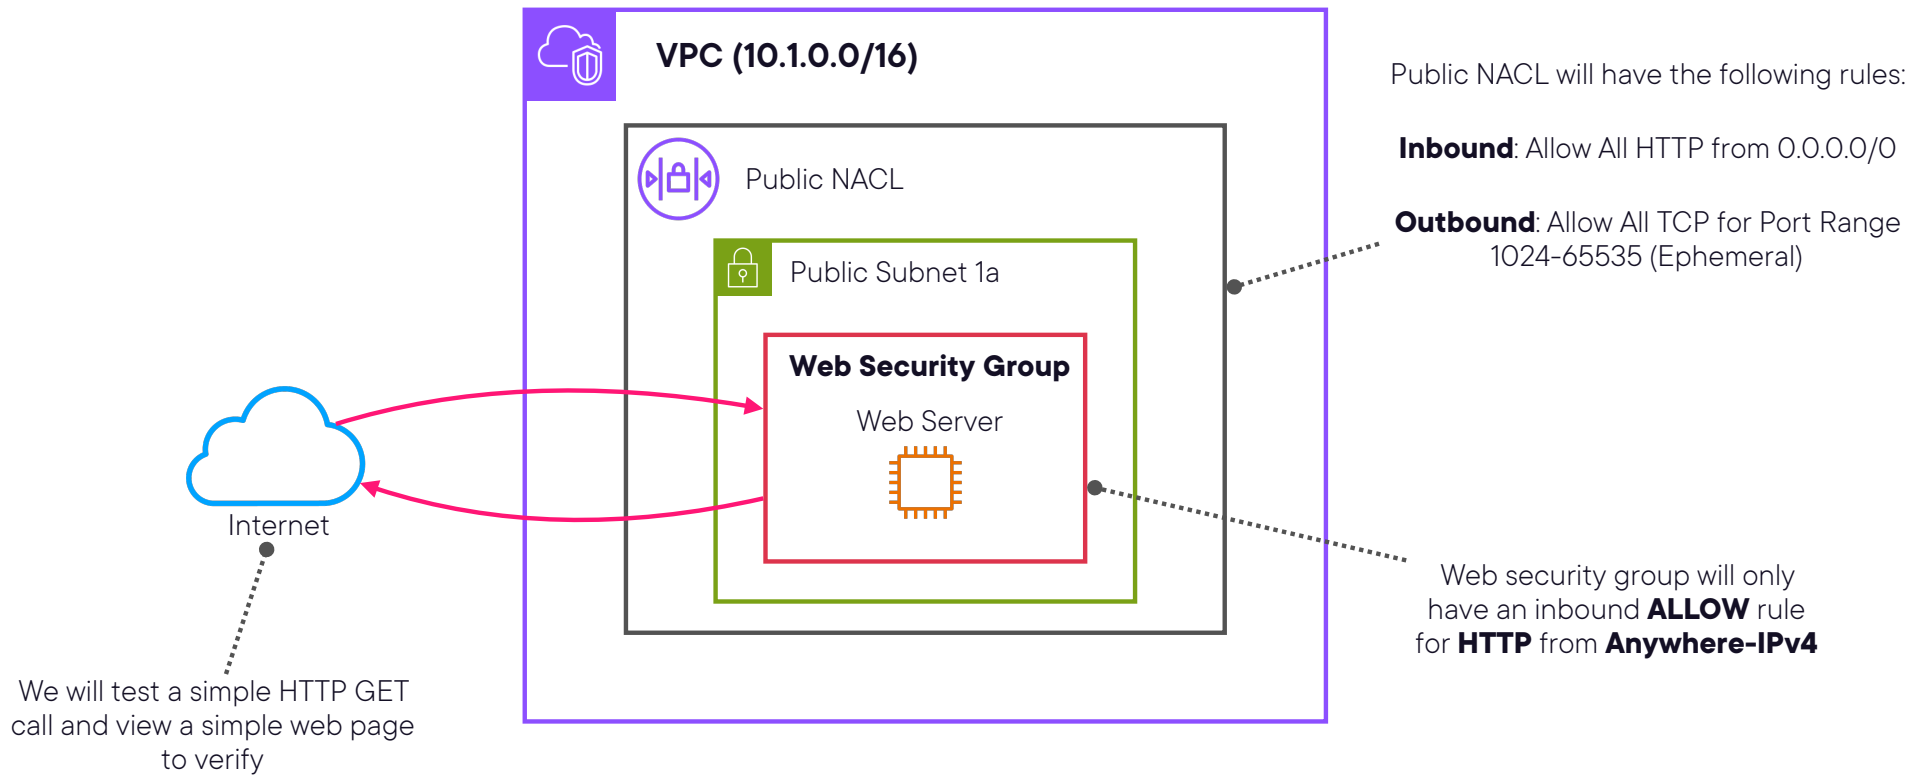 VPC (10.1.0.0/16)
Public NACL will have the following rules:
Inbound: Allow All HTTP from 0.0.0.0/0
Outbound: Allow All TCP for Port Range
1024-65535 (Ephemeral)
Public NACL
Public Subnet 1a
Web Security Group
Web Server
Internet
Web security group will only
have an inbound ALLOW rule
for HTTP from Anywhere-IPv4
We will test a simple HTTP GET
call and view a simple web page
to verify